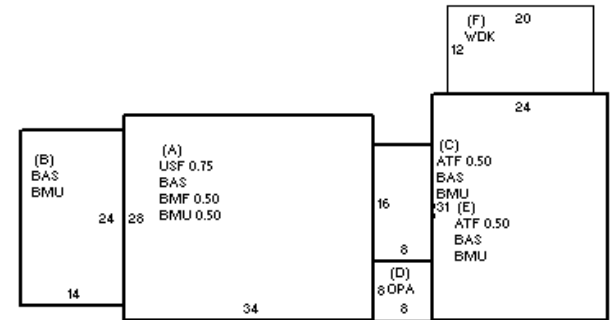 (F) 20
WDK
12
24
(B)
BAS
BMU
24
14
(A)
USF 0.75
BAS
BMF 0.50
BMU 0.50
28
34
16
8
(C)
ATF 0.50
BAS
BMU
31 (E)
ATF 0.50
BAS
BMU
(D)
8 OPA
8